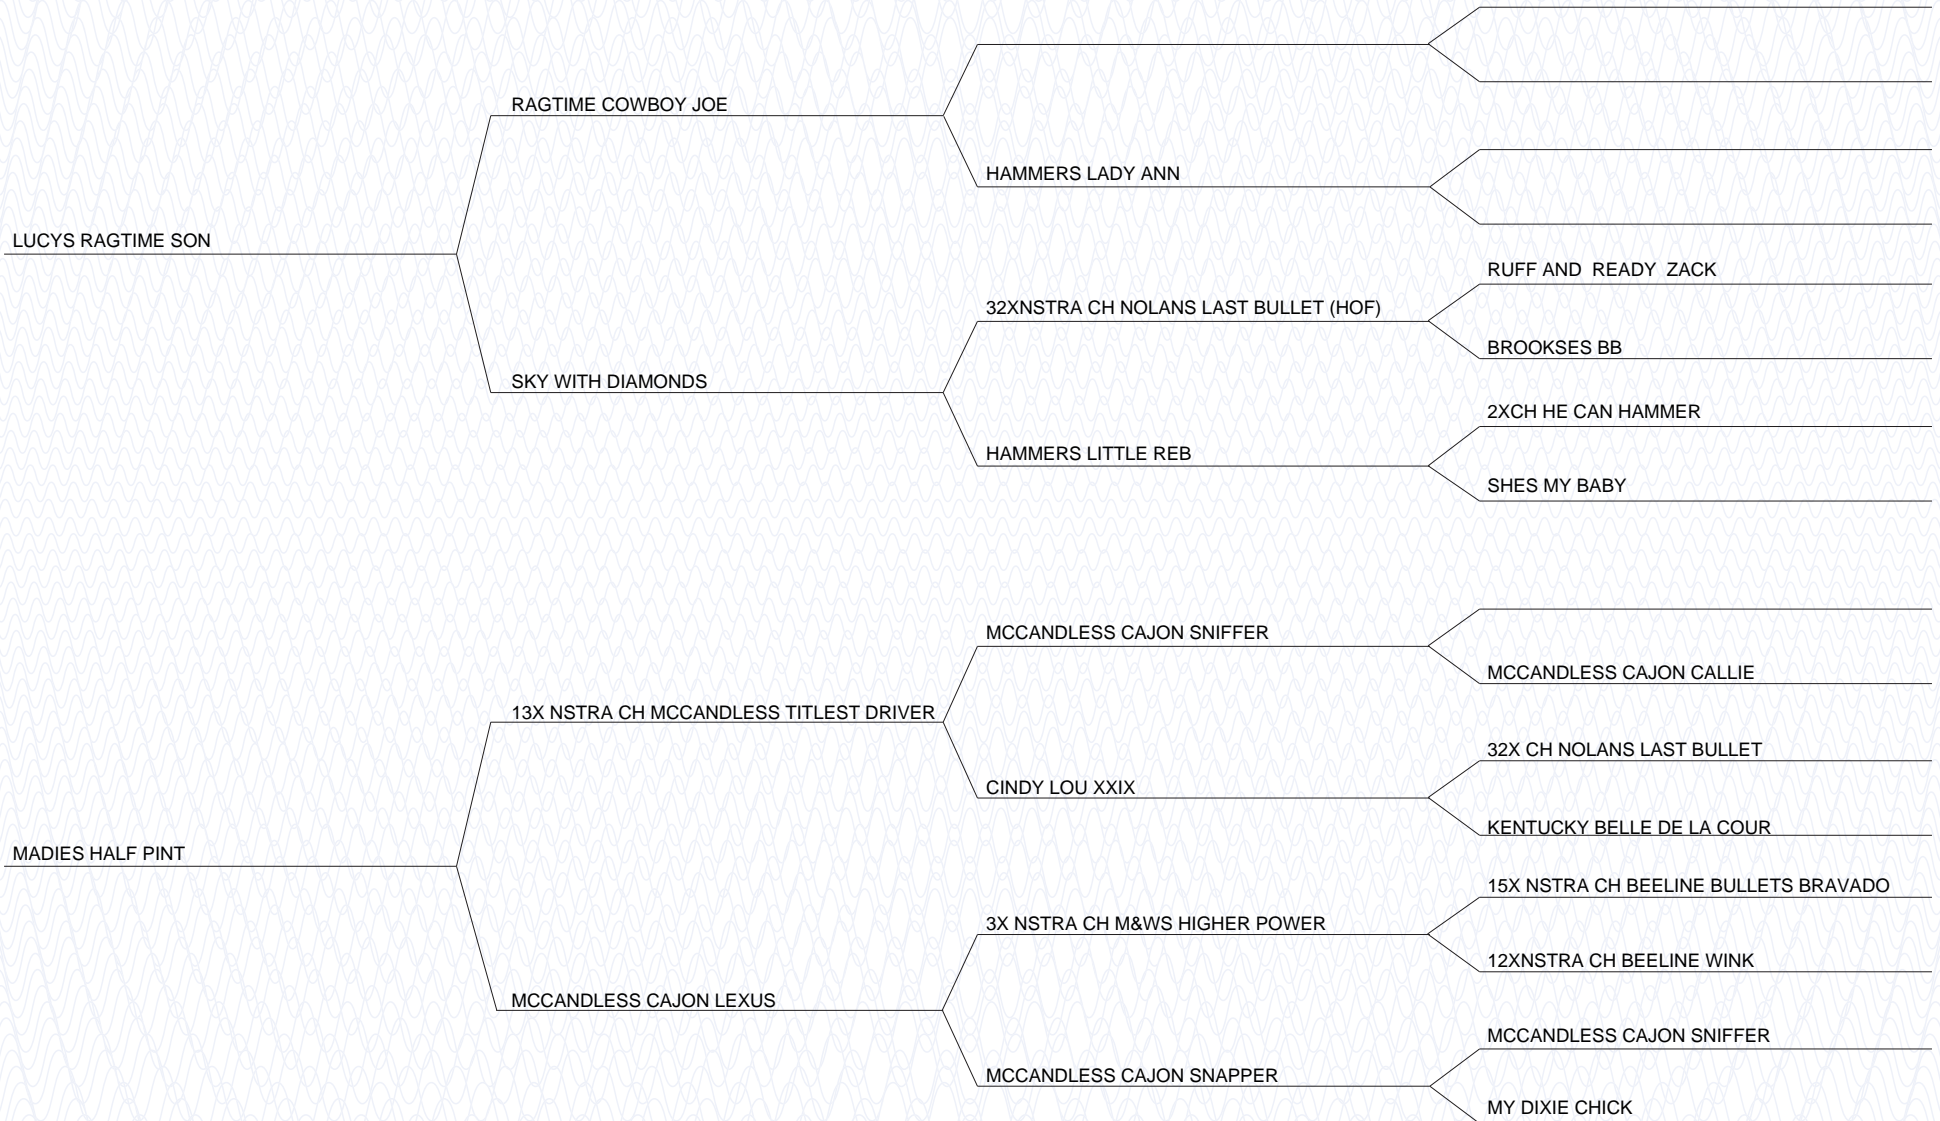 RAGTIME COWBOY JOE
HAMMERS LADY ANN
LUCYS RAGTIME SON
RUFF AND  READY  ZACK
32XNSTRA CH NOLANS LAST BULLET (HOF)
BROOKSES BB
SKY WITH DIAMONDS
2XCH HE CAN HAMMER
HAMMERS LITTLE REB
SHES MY BABY
MCCANDLESS CAJON SNIFFER
MCCANDLESS CAJON CALLIE
13X NSTRA CH MCCANDLESS TITLEST DRIVER
32X CH NOLANS LAST BULLET
CINDY LOU XXIX
KENTUCKY BELLE DE LA COUR
MADIES HALF PINT
15X NSTRA CH BEELINE BULLETS BRAVADO
3X NSTRA CH M&WS HIGHER POWER
12XNSTRA CH BEELINE WINK
MCCANDLESS CAJON LEXUS
MCCANDLESS CAJON SNIFFER
MCCANDLESS CAJON SNAPPER
MY DIXIE CHICK